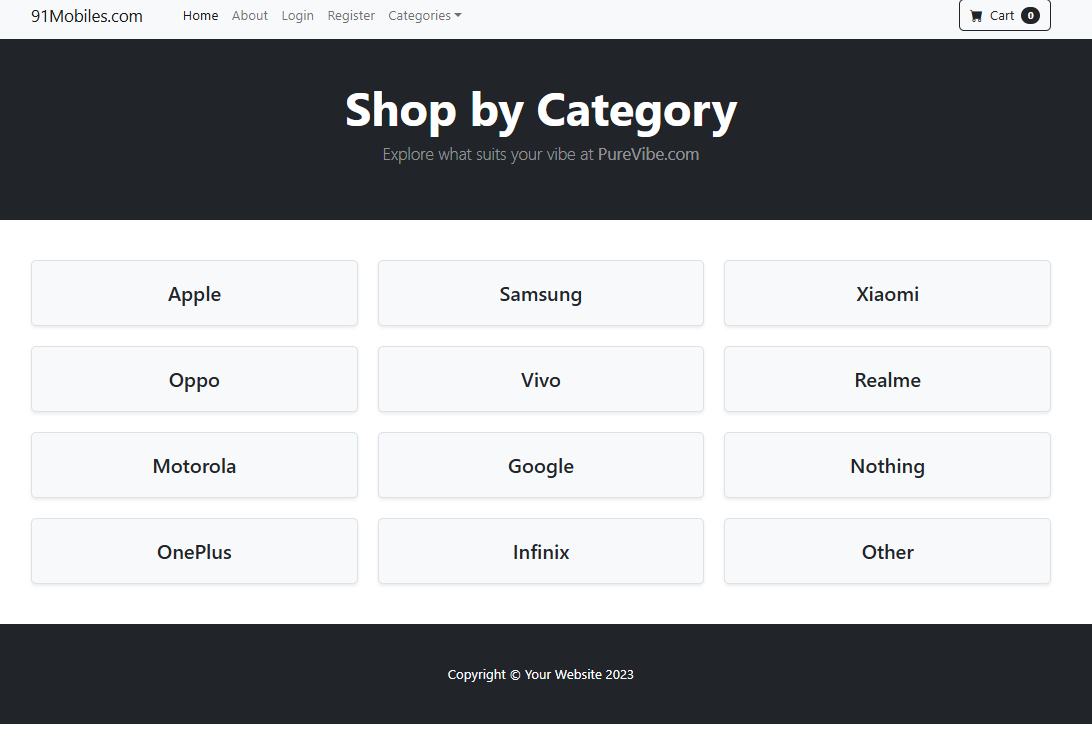 91Mobiles.com Home About Login Register Categories Cart 0
Shop by Category
Explore what suits your vibe at PureVibe.com
Apple Samsung Xiaomi
Oppo Vivo Realme
Motorola Google Nothing
OnePlus Infinix Other
Copyright © Your Website 2023